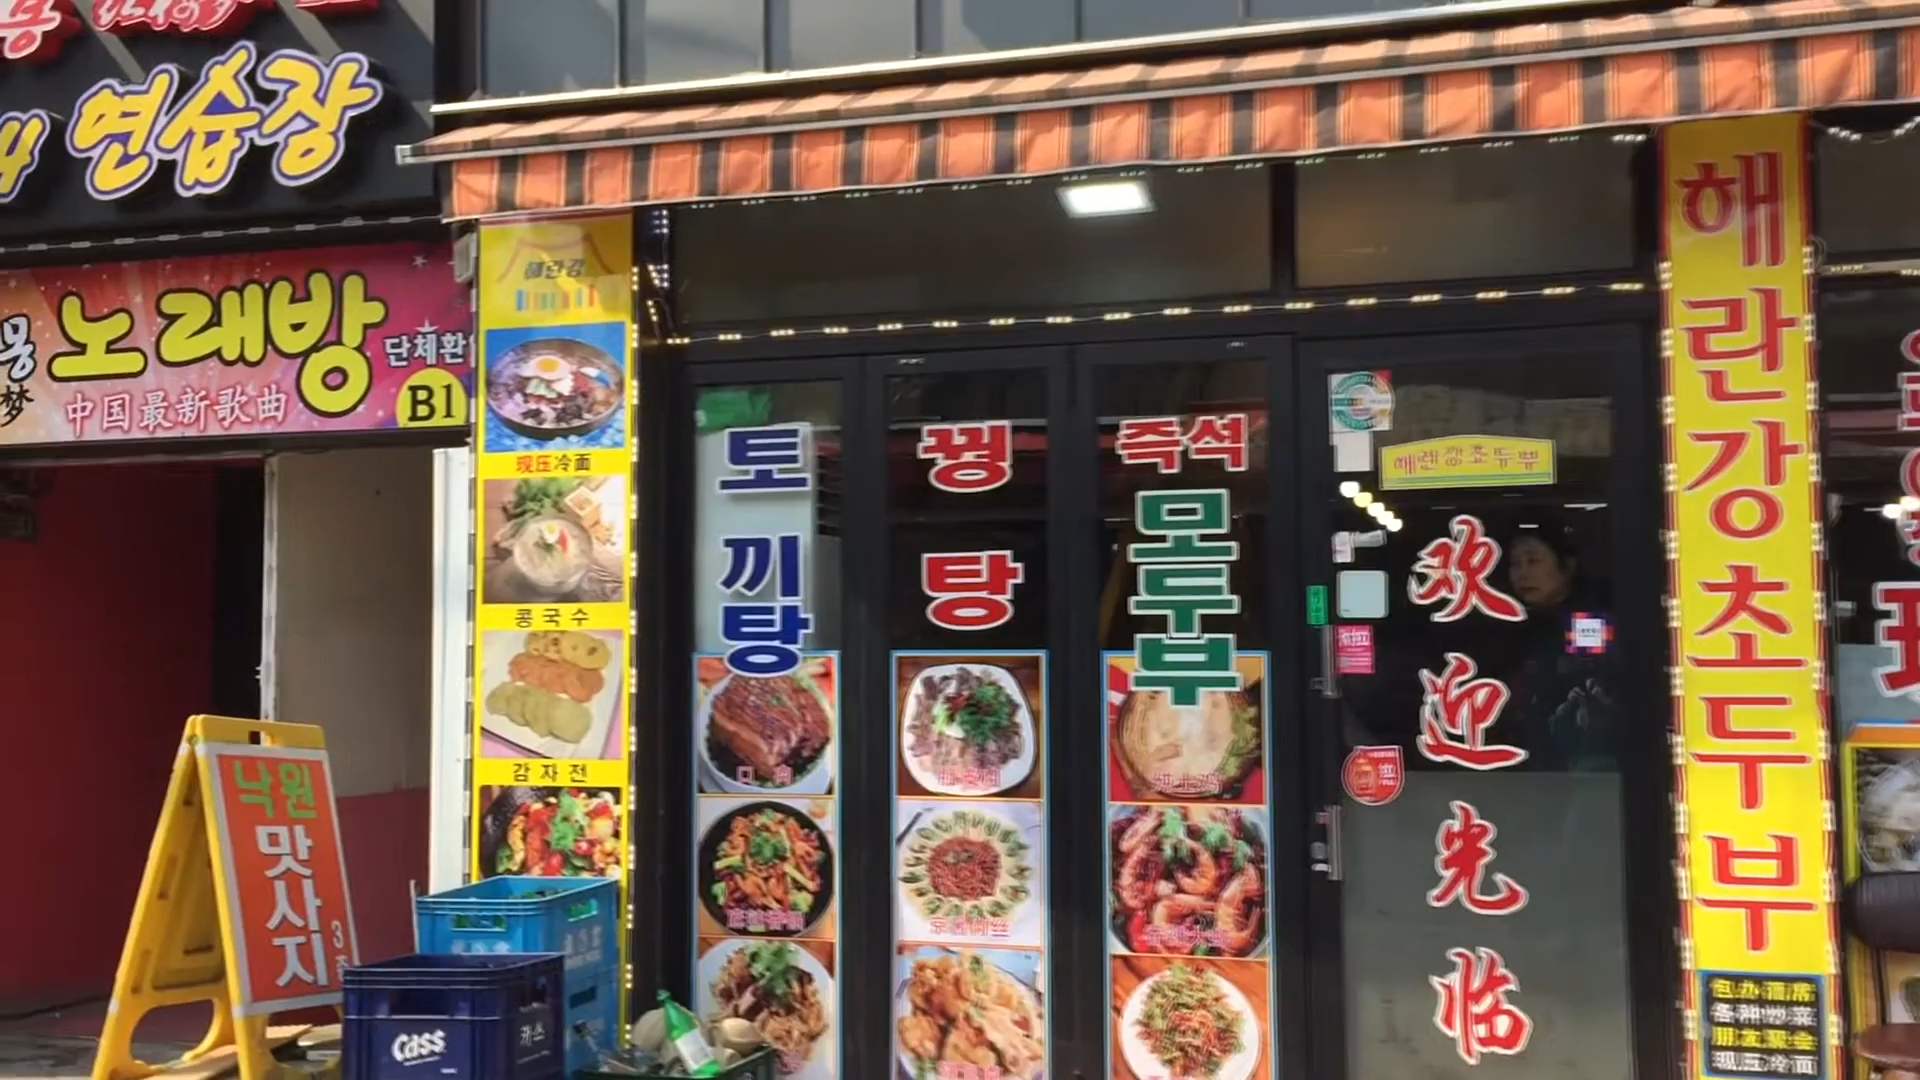 연습장
노래방
단체환
中国最新歌曲
B1
梦
해란강
现压冷面
콩국수
감자전
낙원
맛사지
3
Cass
카스
토끼탕
꿩탕
즉석
모두부
해란강초두부
欢迎光临
해란강초두부
包办酒席
各种炒菜
朋友聚会
现压冷面